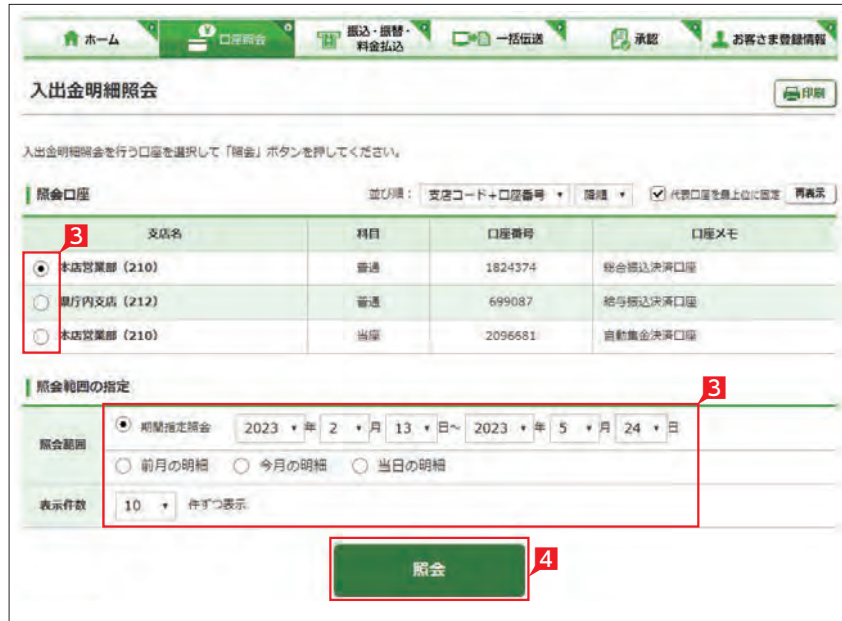 ホーム 口座照会 振込・振替・料金払込 一括伝送 承認 お客さま登録情報
入出金明細照会 印刷
入出金明細照会を行う口座を選択して「照会」ボタンを押してください。
照会口座 並び順： 支店コード+口座番号 降順 代表口座を最上位に固定 再表示
支店名 科目 口座番号 口座メモ
3
本店営業部（210） 普通 1824374 総合振込決済口座
県庁内支店（212） 普通 699087 給与振込決済口座
本店営業部（210） 当座 2096681 自動集金決済口座
照会範囲の指定
3
照会範囲 期間指定照会 2023 年 2 月 13 日～ 2023 年 5 月 24 日
前月の明細 今月の明細 当日の明細
表示件数 10 件ずつ表示
照会 4